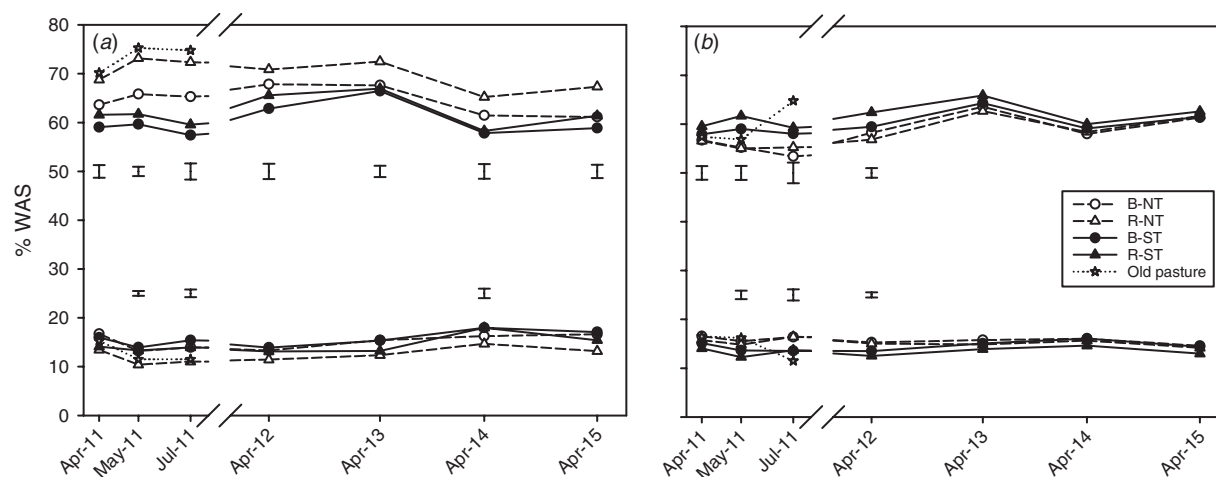 (a)
(b)
% WAS
80
70
60
50
40
30
20
10
0
Apr-11
May-11
Jul-11
Apr-12
Apr-13
Apr-14
Apr-15
Apr-11
May-11
Jul-11
Apr-12
Apr-13
Apr-14
Apr-15
B-NT
R-NT
B-ST
R-ST
Old pasture